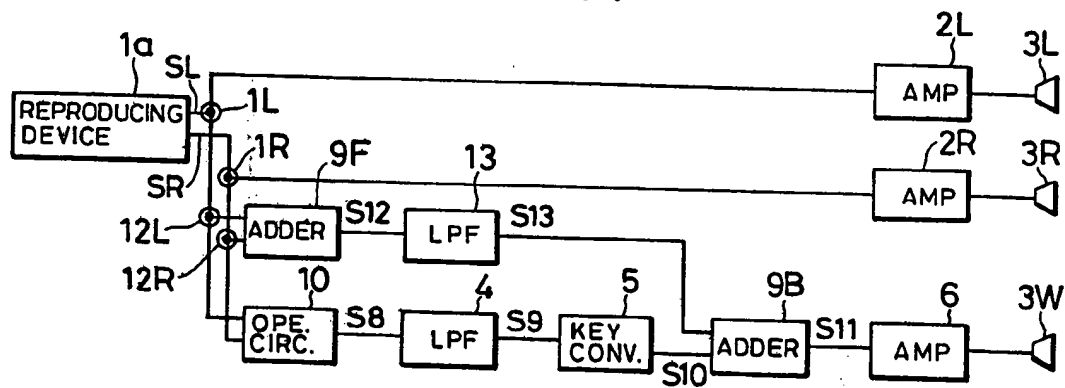 1a
SL
1L
2L
3L
REPRODUCING
DEVICE
AMP
SR
1R
9F
13
2R
3R
AMP
12L
12R
ADDER
S12
LPF
S13
10
4
5
9B
6
3W
OPE.
CIRC.
S8
LPF
S9
KEY
CONV.
S10
ADDER
S11
AMP